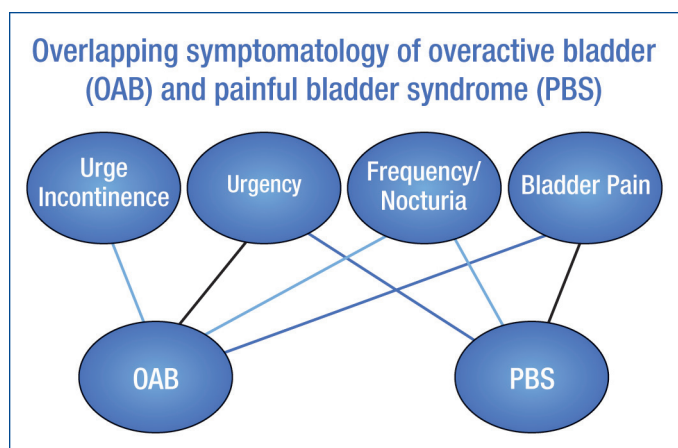 Overlapping symptomatology of overactive bladder
(OAB) and painful bladder syndrome (PBS)
Urge
Incontinence
Urgency
Frequency/
Nocturia
Bladder Pain
OAB
PBS